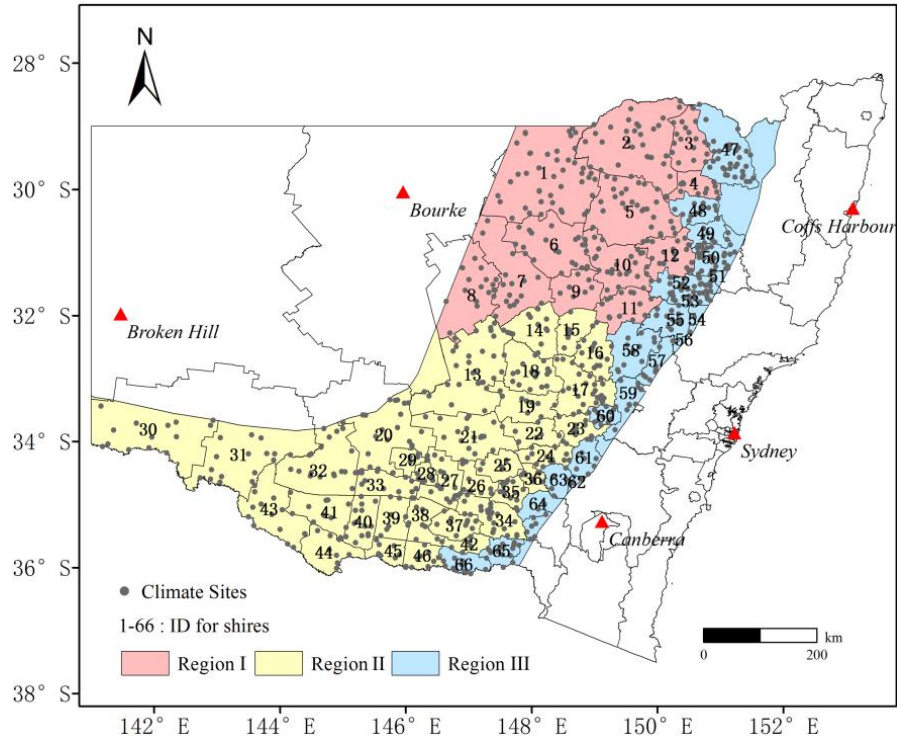 N
28° S
30° S
32° S
34° S
36° S
38° S
142° E
144° E
146° E
148° E
150° E
152° E
Bourke
Coffs Harbour
Broken Hill
Sydney
Canberra
1
2
3
4
5
6
7
8
9
10
11
12
13
14
15
16
17
18
19
20
21
22
23
24
25
26
27
28
29
30
31
32
33
34
35
36
37
38
39
40
41
42
43
44
45
46
47
48
49
50
51
52
53
54
55
56
57
58
59
60
61
62
63
64
65
66
Climate Sites
1-66 : ID for shires
Region I
Region II
Region III
km
0
200